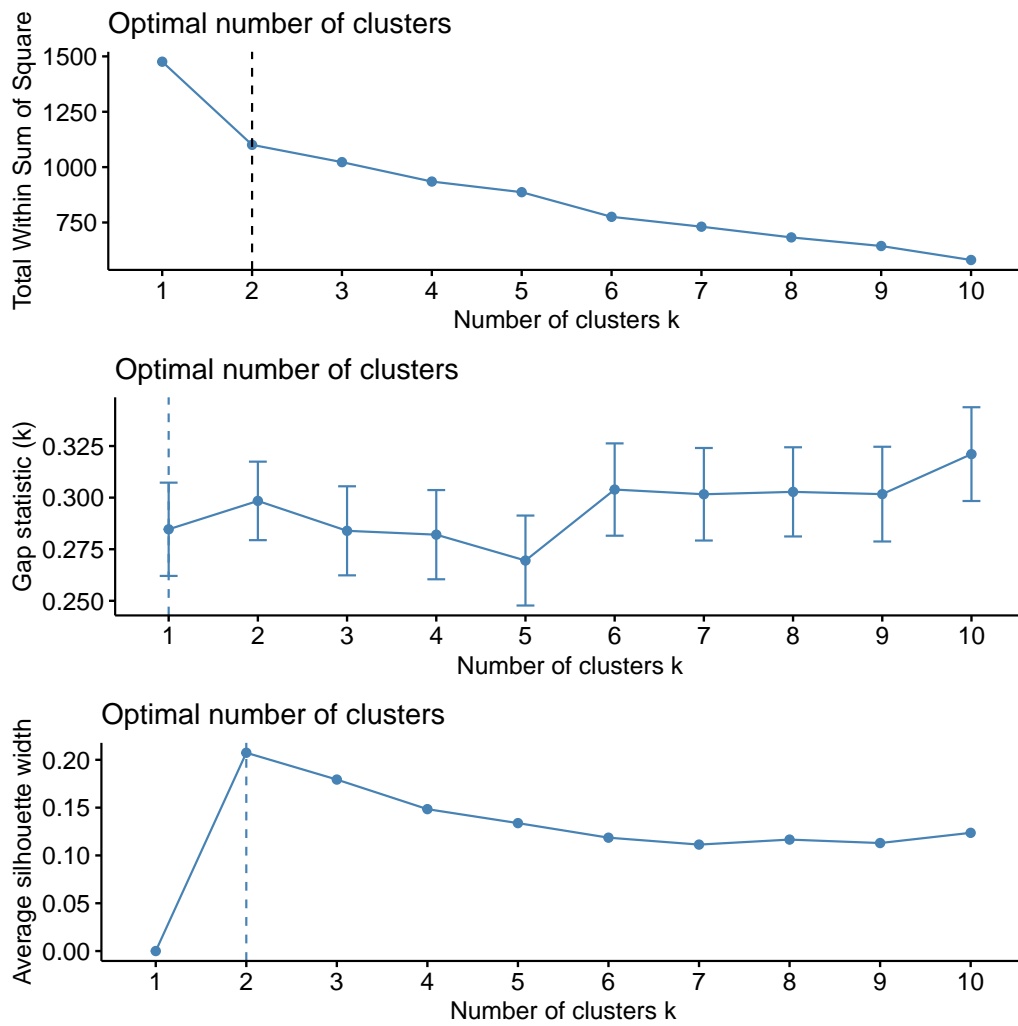 Optimal number of clusters
Total Within Sum of Square
1500
1250
1000
750
1 2 3 4 5 6 7 8 9 10
Number of clusters k
Optimal number of clusters
Gap statistic (k)
0.325
0.300
0.275
0.250
1 2 3 4 5 6 7 8 9 10
Number of clusters k
Optimal number of clusters
Average silhouette width
0.20
0.15
0.10
0.05
0.00
1 2 3 4 5 6 7 8 9 10
Number of clusters k